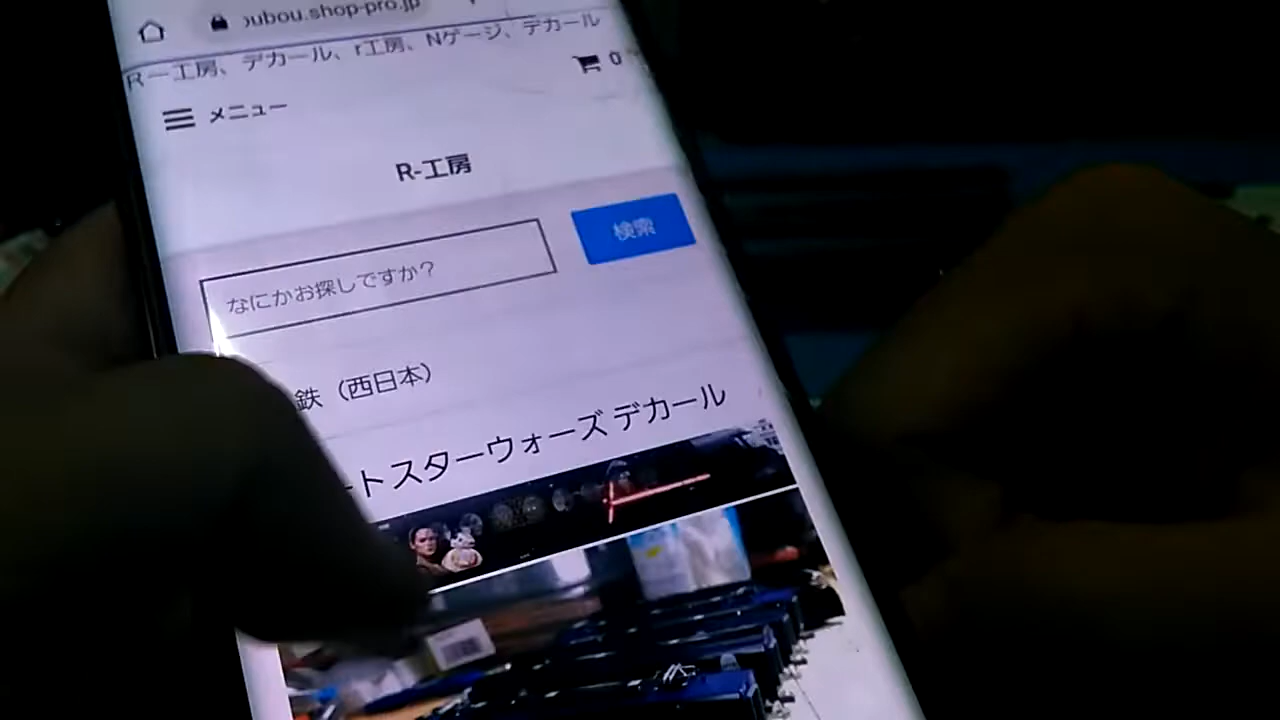 oubou.shop-pro.jp
R－工房、デカール、r工房、Nゲージ、デカール
0
メニュー
R-工房
なにかお探しですか?
検索
鉄（西日本）
ートスターウォーズ デカール